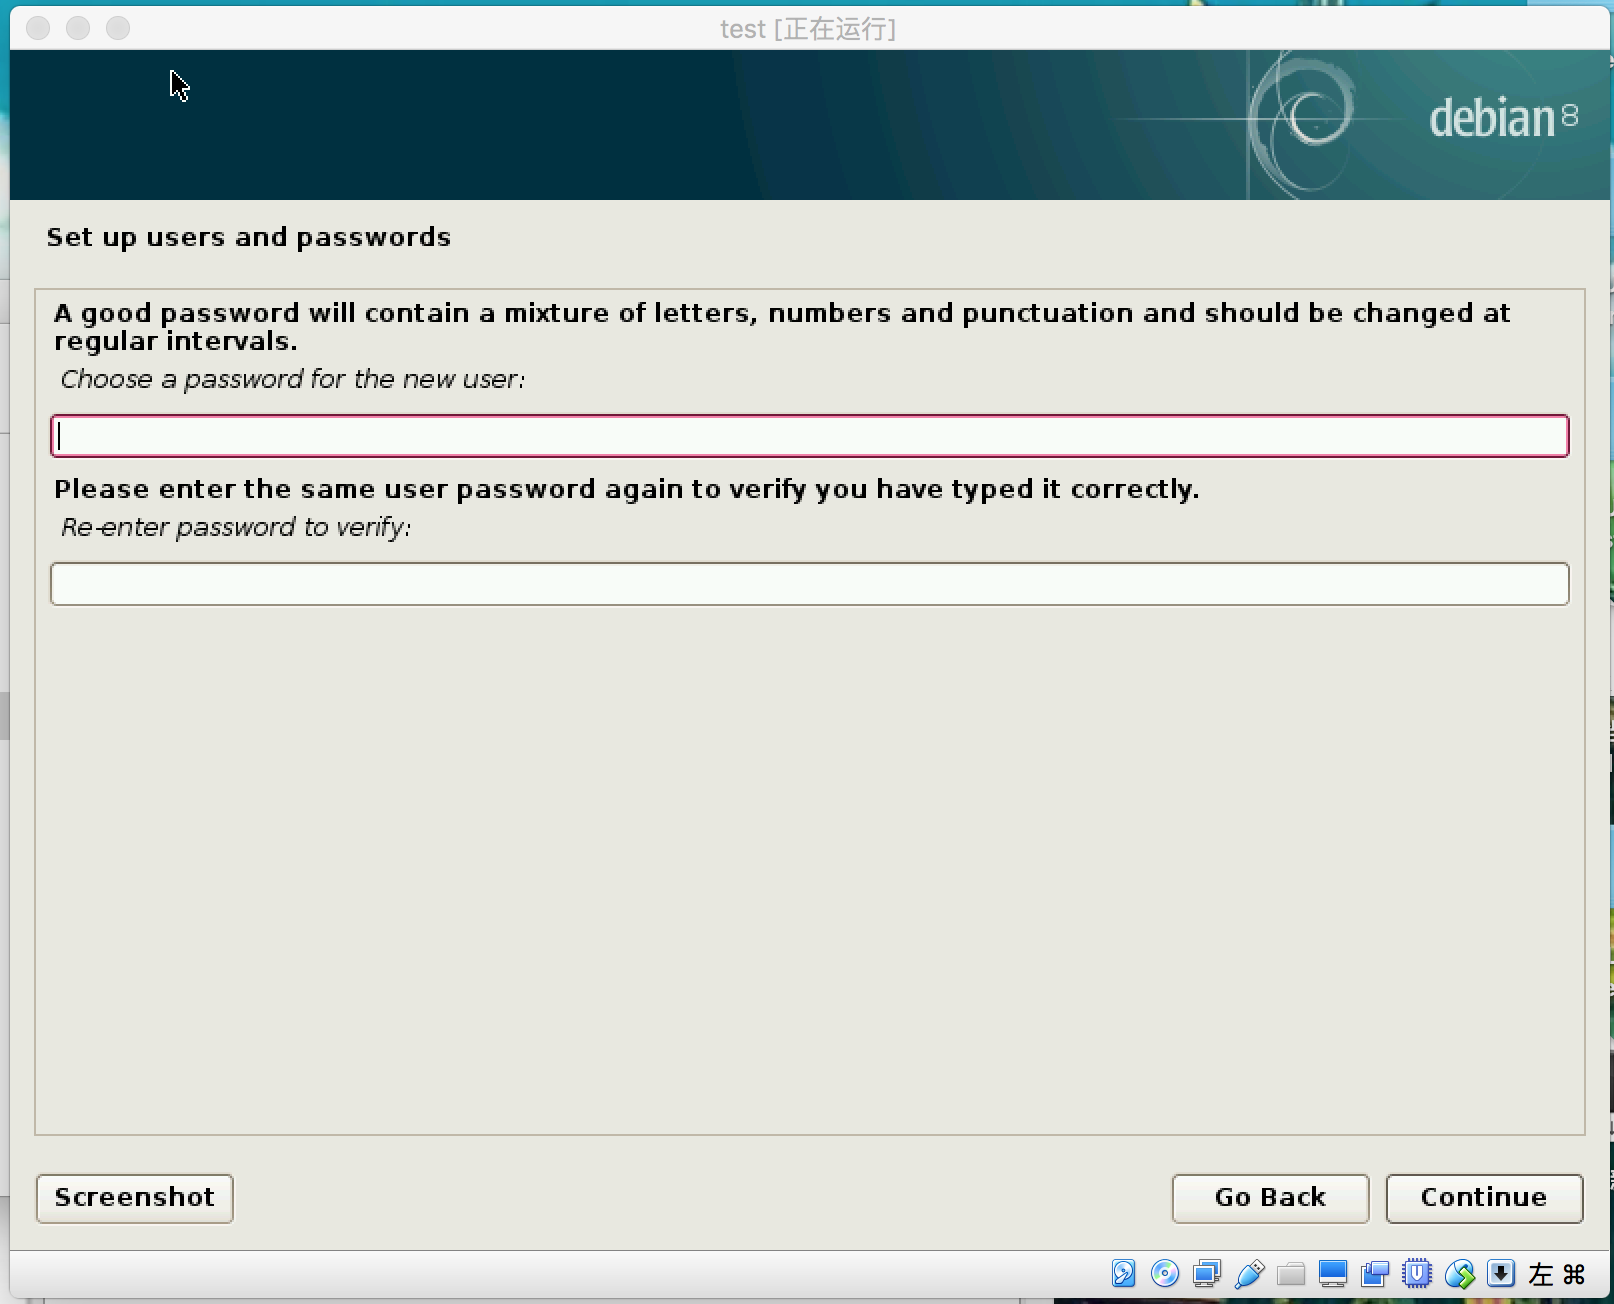 test [正在运行]
debian 8
Set up users and passwords
A good password will contain a mixture of letters, numbers and punctuation and should be changed at
regular intervals.
Choose a password for the new user:
Please enter the same user password again to verify you have typed it correctly.
Re-enter password to verify:
Screenshot
Go Back
Continue
左 ⌘